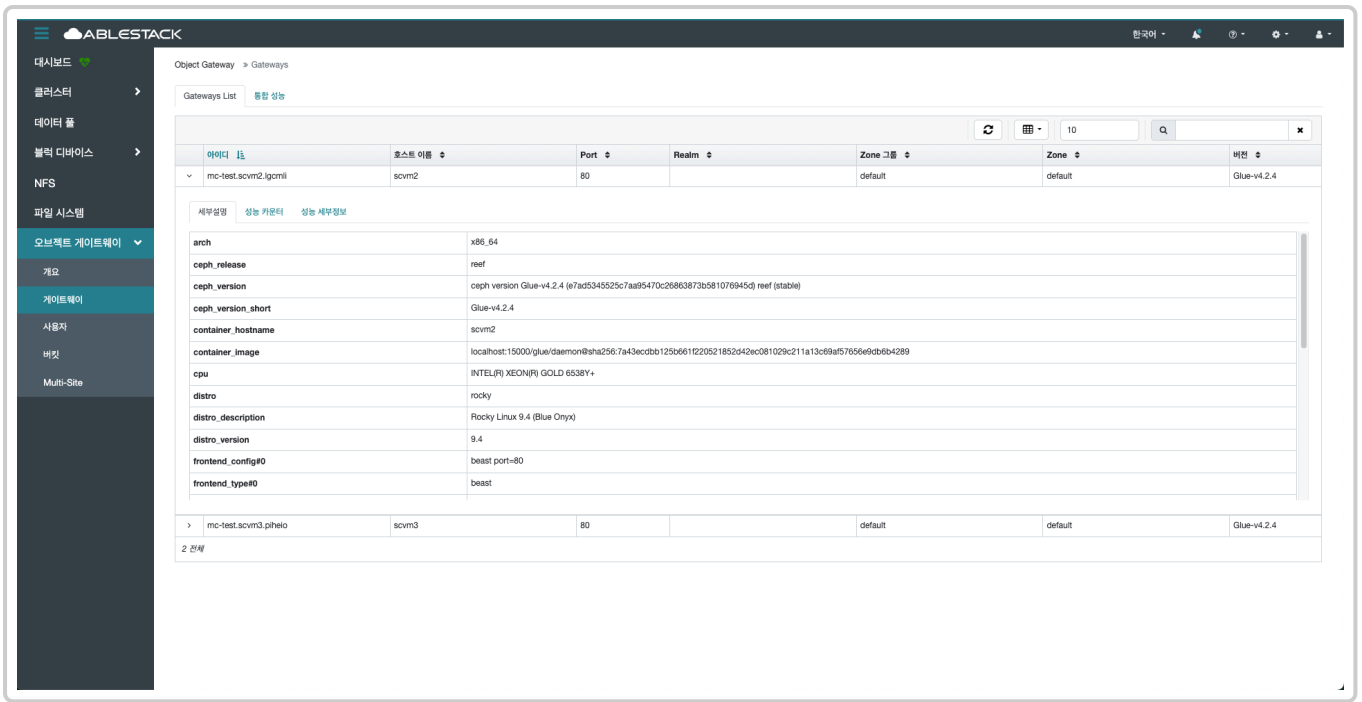 ABLESTACK
한국어
대시보드
클러스터
데이터 풀
블럭 디바이스
NFS
파일 시스템
오브젝트 게이트웨이
개요
게이트웨이
사용자
버킷
Multi-Site
Object Gateway » Gateways
Gateways List 통합 성능
10
아이디 호스트 이름 Port Realm Zone 그룹 Zone 버전
mc-test.scvm2.lgcmli scvm2 80 default default Glue-v4.2.4
세부설명 성능 카운터 성능 세부정보
arch x86_64
ceph_release reef
ceph_version ceph version Glue-v4.2.4 (e7ad5345525c7aa95470c26863873b581076945d) reef (stable)
ceph_version_short Glue-v4.2.4
container_hostname scvm2
container_image localhost:15000/glue/daemon@sha256:7a43ecdbb125b661f220521852d42ec081029c211a13c69af57656e9db6b4289
cpu INTEL(R) XEON(R) GOLD 6538Y+
distro rocky
distro_description Rocky Linux 9.4 (Blue Onyx)
distro_version 9.4
frontend_config#0 beast port=80
frontend_type#0 beast
mc-test.scvm3.piheio scvm3 80 default default Glue-v4.2.4
2 전체